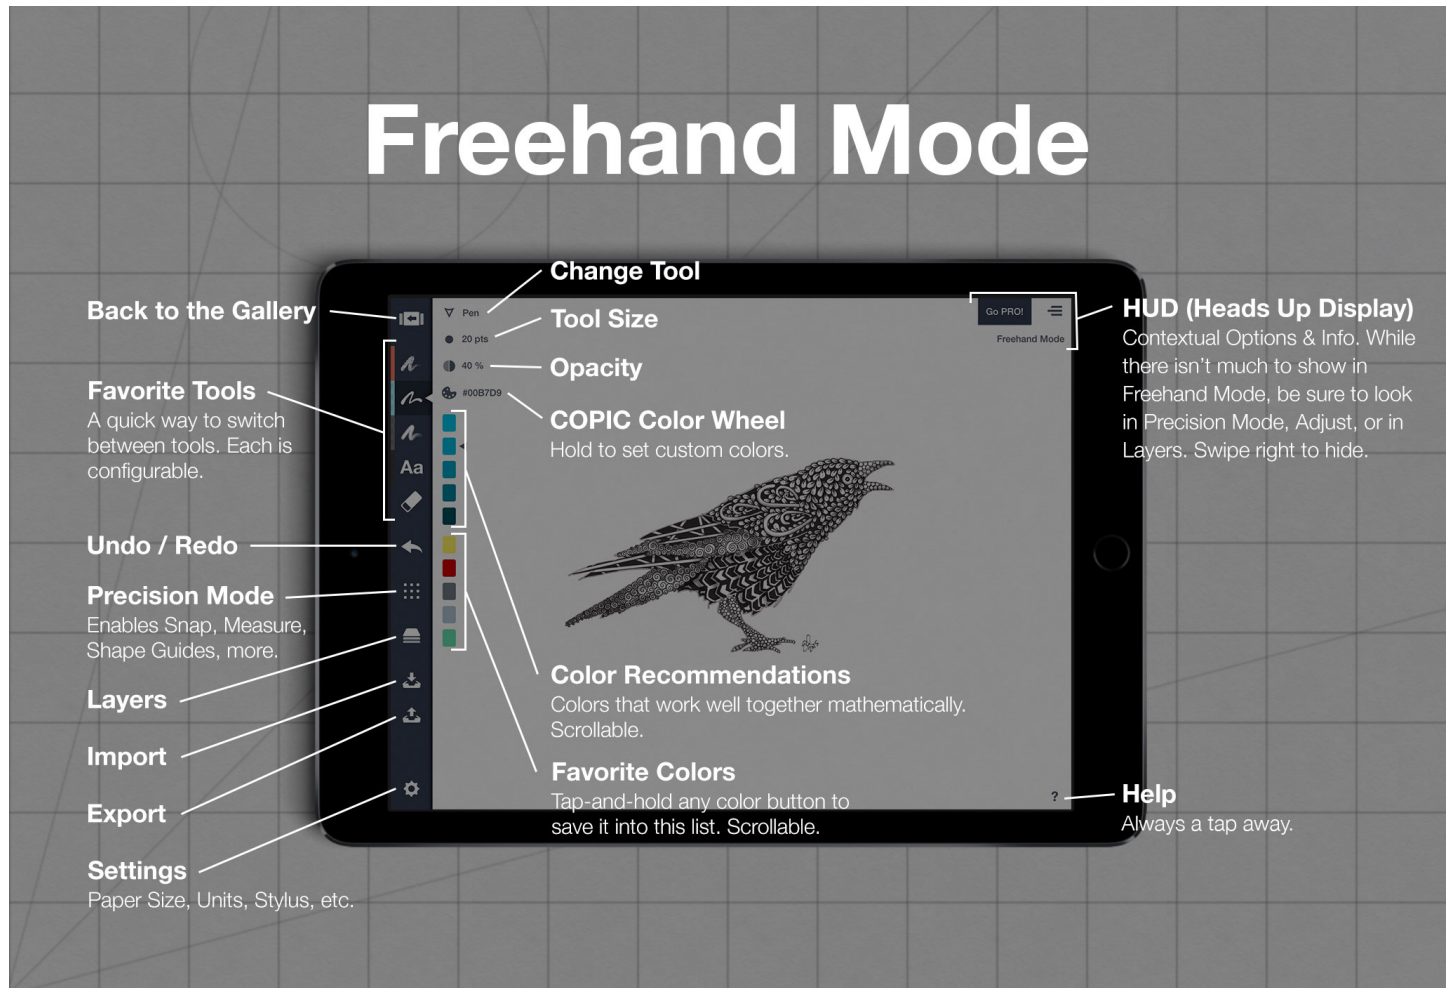 Freehand Mode
Change Tool
Back to the Gallery
Pen
Tool Size
20 pts
Go PRO!
Freehand Mode
HUD (Heads Up Display)
Contextual Options & Info. While
there isn’t much to show in
Freehand Mode, be sure to look
in Precision Mode, Adjust, or in
Layers. Swipe right to hide.
Opacity
40 %
Favorite Tools
A quick way to switch
between tools. Each is
configurable.
#00B7D9
COPIC Color Wheel
Hold to set custom colors.
Aa
Undo / Redo
Precision Mode
Enables Snap, Measure,
Shape Guides, more.
Layers
Color Recommendations
Colors that work well together mathematically.
Scrollable.
Import
Favorite Colors
Tap-and-hold any color button to
save it into this list. Scrollable.
Export
?
Help
Always a tap away.
Settings
Paper Size, Units, Stylus, etc.